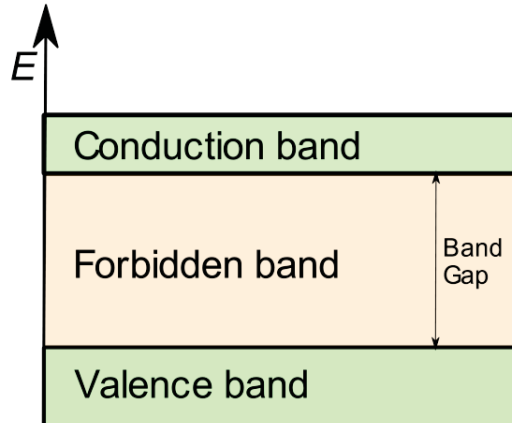 E
Conduction band
Forbidden band
Band
Gap
Valence band